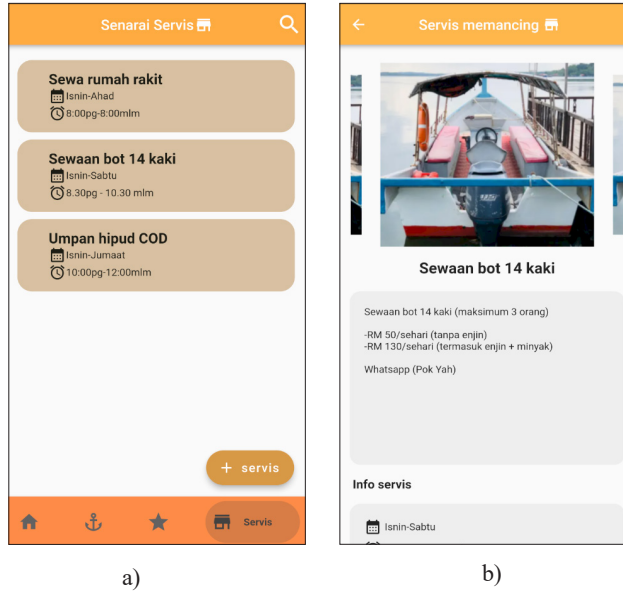 Senarai Servis
Sewa rumah rakit
Isnin-Ahad
8:00pg-8:00mlm
Sewaan bot 14 kaki
Isnin-Sabtu
8.30pg - 10.30 mlm
Umpan hipud COD
Isnin-Jumaat
10:00pg-12:00mlm
+ servis
Servis
a)
Servis memancing
Sewaan bot 14 kaki
Sewaan bot 14 kaki (maksimum 3 orang)
-RM 50/sehari (tanpa enjin)
-RM 130/sehari (termasuk enjin + minyak)
Whatsapp (Pok Yah)
Info servis
Isnin-Sabtu
b)